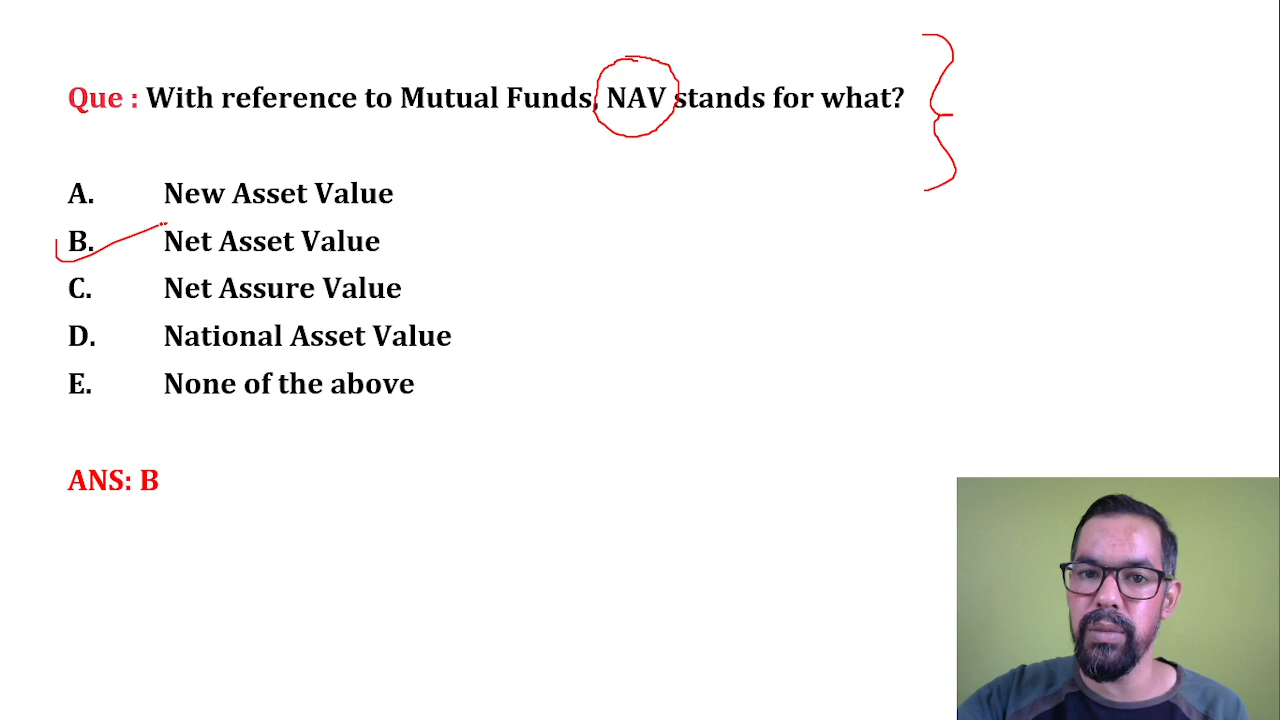 Que : With reference to Mutual Funds, NAV stands for what?
A. New Asset Value
B. Net Asset Value
C. Net Assure Value
D. National Asset Value
E. None of the above
ANS: B